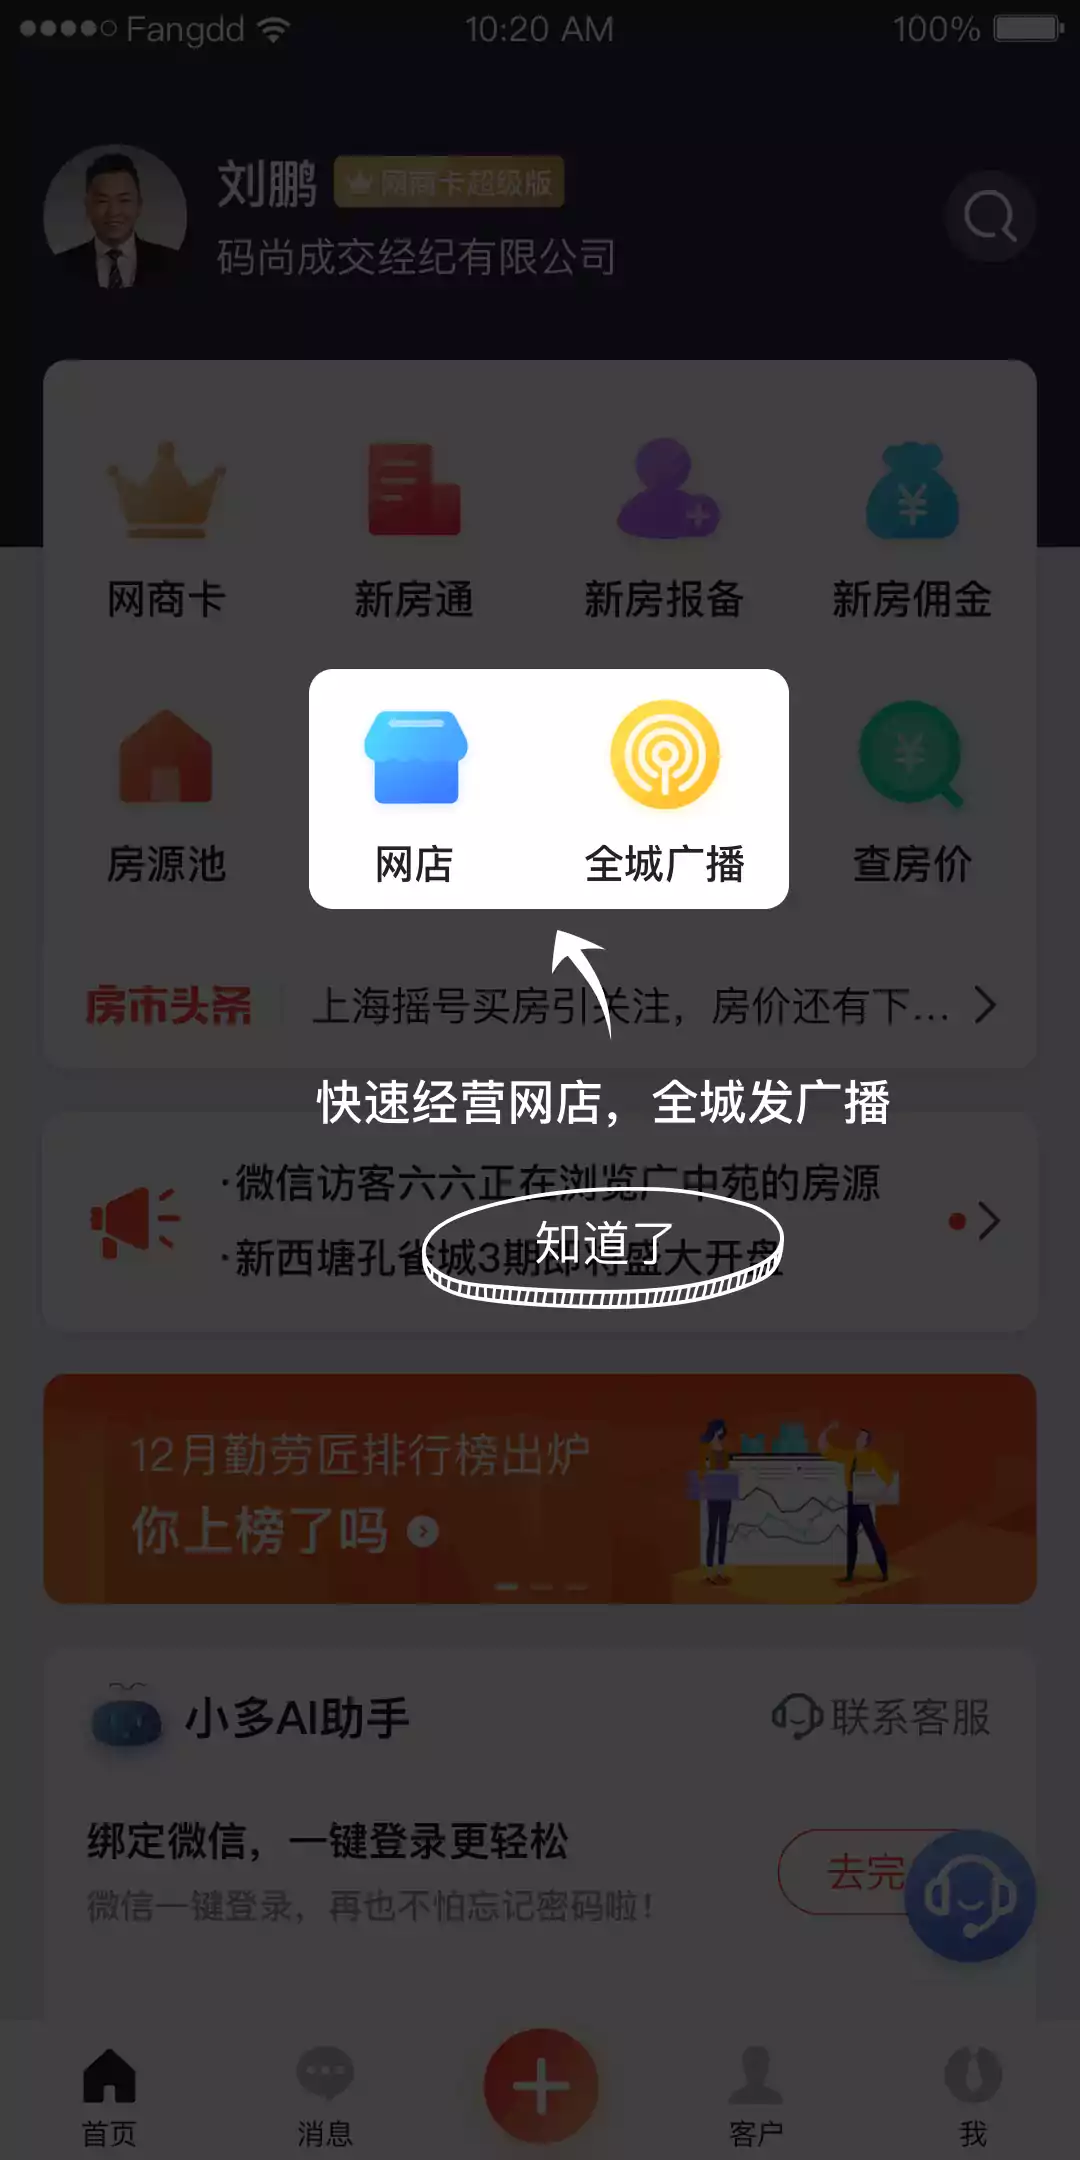 Fangdd 10:20 AM 100%
刘鹏 网商卡超级版
码尚成交经纪有限公司
网商卡 新房通 新房报备 新房佣金
房源池 网店 全城广播 查房价
房市头条 上海摇号买房引关注，房价还有下...
快速经营网店，全城发广播
·微信访客六六正在浏览广中苑的房源
知道了
·新西塘孔雀城3期即将盛大开盘
12月勤劳匠排行榜出炉
你上榜了吗
小多AI助手 联系客服
绑定微信，一键登录更轻松
微信一键登录，再也不怕忘记密码啦！
去完
首页 消息 客户 我